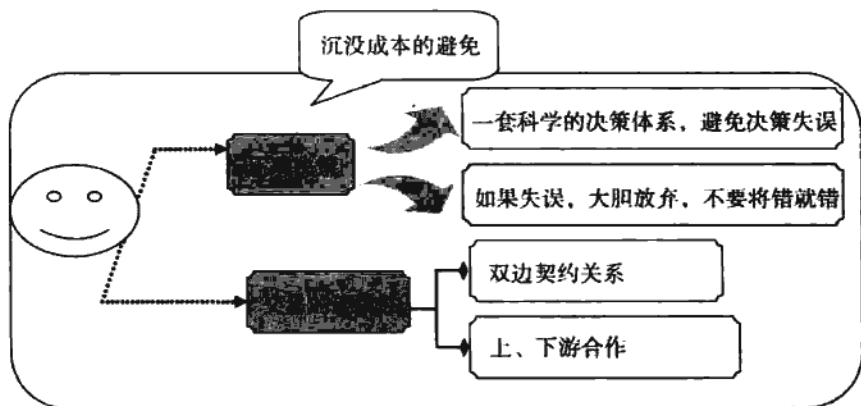 沉没成本的避免
一套科学的决策体系，避免决策失误
如果失误，大胆放弃，不要将错就错
双边契约关系
上、下游合作